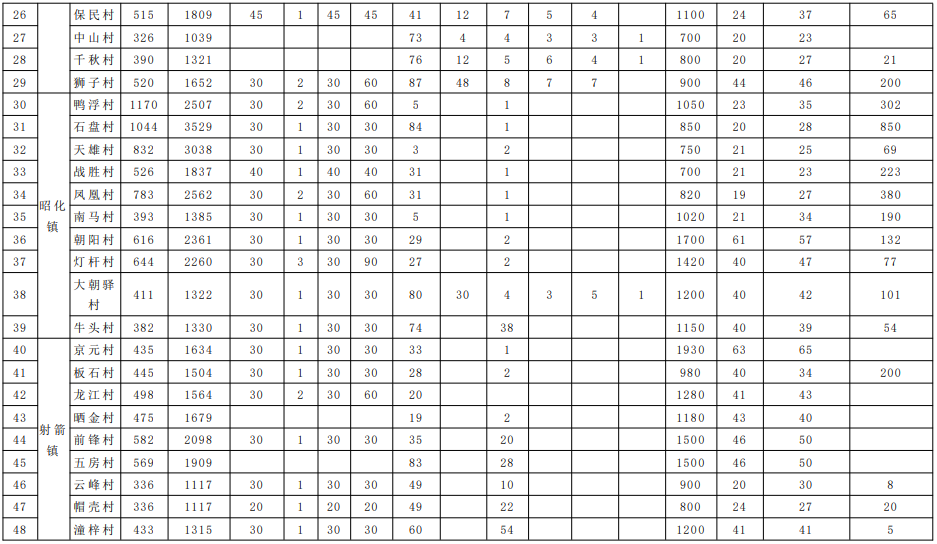 26 保民村 515 1809 45 1 45 45 41 12 7 5 4 1100 24 37 65
27 中山村 326 1039 73 4 4 3 3 1 700 20 23
28 千秋村 390 1321 76 12 5 6 4 1 800 20 27 21
29 狮子村 520 1652 30 2 30 60 87 48 8 7 7 900 44 46 200
30 昭化镇 鸭浮村 1170 2507 30 2 30 60 5 1 1050 23 35 302
31 石盘村 1044 3529 30 1 30 30 84 1 850 20 28 850
32 天雄村 832 3038 30 1 30 30 3 2 750 21 25 69
33 战胜村 526 1837 40 1 40 40 31 1 700 21 23 223
34 凤凰村 783 2562 30 2 30 60 31 1 820 19 27 380
35 南马村 393 1385 30 1 30 30 5 1 1020 21 34 190
36 朝阳村 616 2361 30 1 30 30 29 2 1700 61 57 132
37 灯杆村 644 2260 30 3 30 90 27 2 1420 40 47 77
38 大朝驿村 411 1322 30 1 30 30 80 30 4 3 5 1 1200 40 42 101
39 牛头村 382 1330 30 1 30 30 74 38 1150 40 39 54
40 射箭镇 京元村 435 1634 30 1 30 30 33 1 1930 63 65
41 板石村 445 1504 30 1 30 30 28 2 980 40 34 200
42 龙江村 498 1564 30 2 30 60 20 1280 41 43
43 晒金村 475 1679 19 2 1180 43 40
44 前锋村 582 2098 30 1 30 30 35 20 1500 46 50
45 五房村 569 1909 83 28 1500 46 50
46 云峰村 336 1117 30 1 30 30 49 10 900 20 30 8
47 帽壳村 336 1117 20 1 20 20 49 22 800 24 27 20
48 潼梓村 433 1315 30 1 30 30 60 54 1200 41 41 5